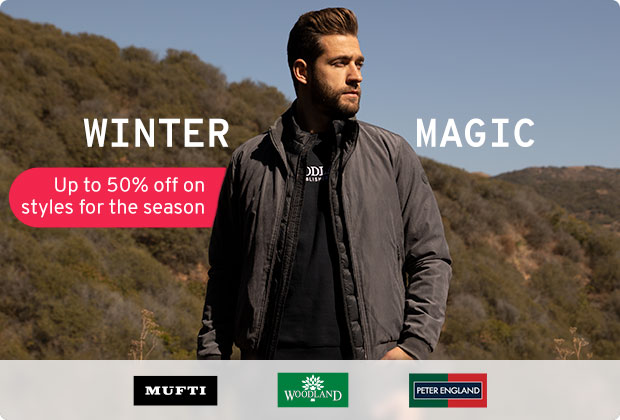 WINTER MAGIC
Up to 50% off on
styles for the season
MUFTI
WOODLAND
PETER ENGLAND